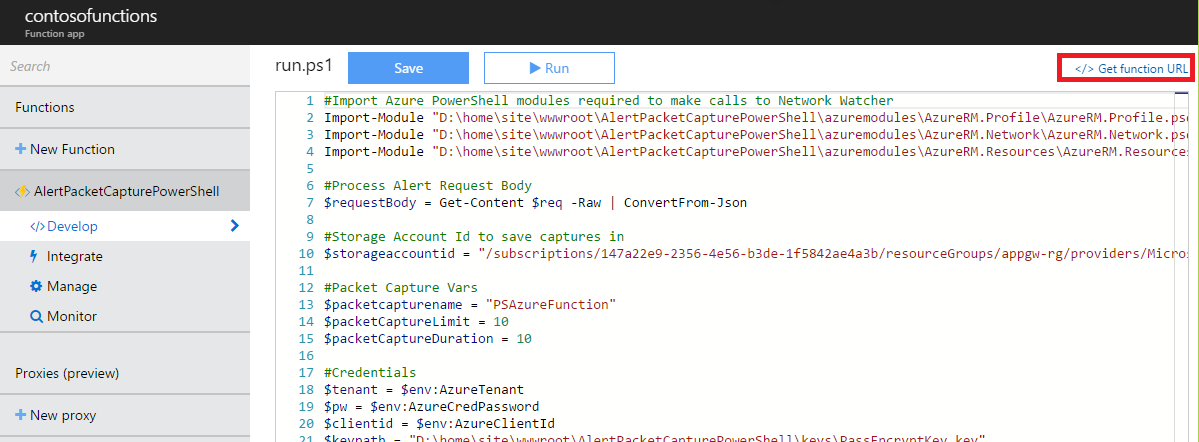 contosofunctions
Function app
Search
Functions
New Function
AlertPacketCapturePowerShell
</> Develop
Integrate
Manage
Monitor
Proxies (preview)
New proxy
run.ps1
Save
Run
</> Get function URL
1 #Import Azure PowerShell modules required to make calls to Network Watcher
2 Import-Module "D:\home\site\wwwroot\AlertPacketCapturePowerShell\azuremodules\AzureRM.Profile\AzureRM.Profile.psd
3 Import-Module "D:\home\site\wwwroot\AlertPacketCapturePowerShell\azuremodules\AzureRM.Network\AzureRM.Network.psd
4 Import-Module "D:\home\site\wwwroot\AlertPacketCapturePowerShell\azuremodules\AzureRM.Resources\AzureRM.Resources
5
6 #Process Alert Request Body
7 $requestBody = Get-Content $req -Raw | ConvertFrom-Json
8
9 #Storage Account Id to save captures in
10 $storageaccountid = "/subscriptions/147a22e9-2356-4e56-b3de-1f5842ae4a3b/resourceGroups/appgw-rg/providers/Micros
11
12 #Packet Capture Vars
13 $packetcapturename = "PSAzureFunction"
14 $packetCaptureLimit = 10
15 $packetCaptureDuration = 10
16
17 #Credentials
18 $tenant = $env:AzureTenant
19 $pw = $env:AzureCredPassword
20 $clientid = $env:AzureClientId
21 $keypath = "D:\home\site\wwwroot\AlertPacketCapturePowerShell\keys\PassEncryptKey.key"